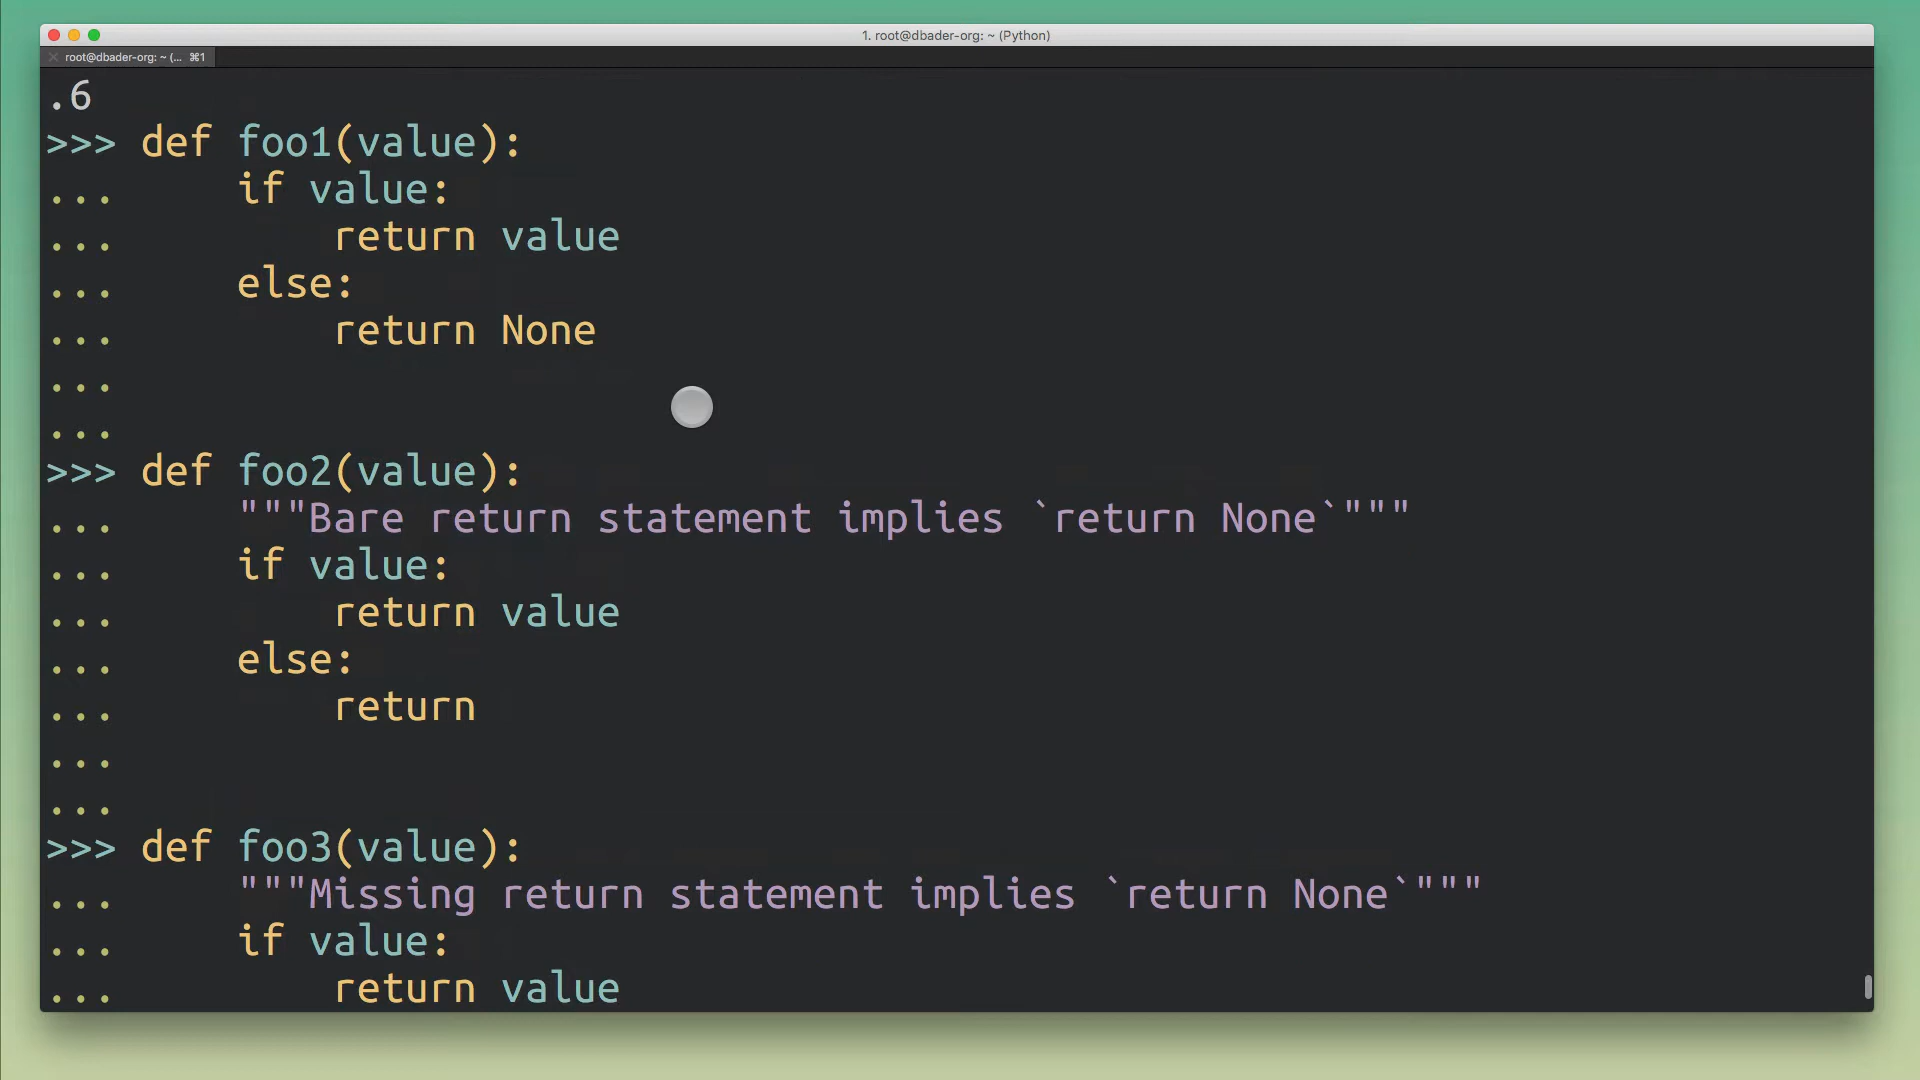 1. root@dbader-org: ~ (Python)
root@dbader-org: ~ (... ⌘1
.6
>>> def foo1(value):
...     if value:
...         return value
...     else:
...         return None
...
...
>>> def foo2(value):
...     """Bare return statement implies `return None`"""
...     if value:
...         return value
...     else:
...         return
...
...
>>> def foo3(value):
...     """Missing return statement implies `return None`"""
...     if value:
...         return value